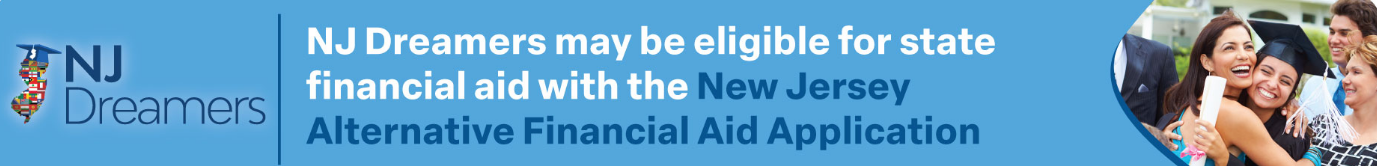 NJ
Dreamers
NJ Dreamers may be eligible for state
financial aid with the New Jersey
Alternative Financial Aid Application